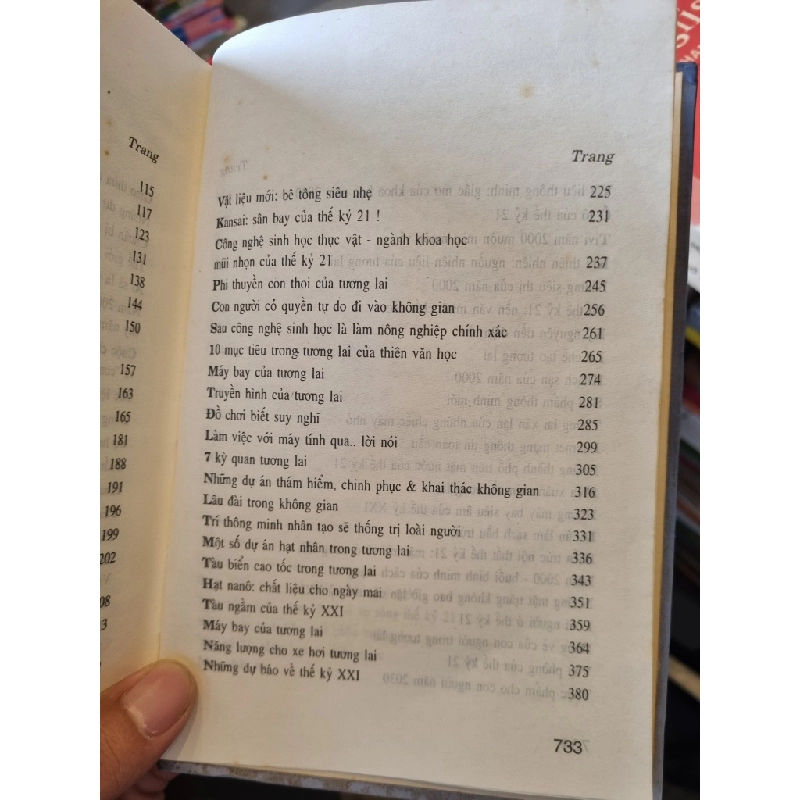 Trang
115
117
123
131
138
144
150
157
163
165
181
188
191
196
199
202
Trang
Vật liệu mới: bê tông siêu nhẹ 225
Kansai: sân bay của thế kỷ 21 ! 231
Công nghệ sinh học thực vật - ngành khoa học
mũi nhọn của thế kỷ 21 237
Phi thuyền con thoi của tương lai 245
Con người có quyền tự do đi vào không gian 256
Sau công nghệ sinh học là làm nông nghiệp chính xác 261
10 mục tiêu trong tương lai của thiên văn học 265
Máy bay của tương lai 274
Truyền hình của tương lai 281
Đồ chơi biết suy nghĩ 285
Làm việc với máy tính qua.. lời nói 299
7 kỳ quan tương lai 305
Những dự án thám hiểm, chinh phục & khai thác không gian 316
Lâu đài trong không gian 323
Trí thông minh nhân tạo sẽ thống trị loài người 331
Một số dự án hạt nhân trong tương lai 336
Tàu biển cao tốc trong tương lai 343
Hạt nanô: chất liệu cho ngày mai 351
Tàu ngầm của thế kỷ XXI 359
Máy bay của tương lai 364
Năng lượng cho xe hơi tương lai 375
Những dự báo về thế kỷ XXI 380
733